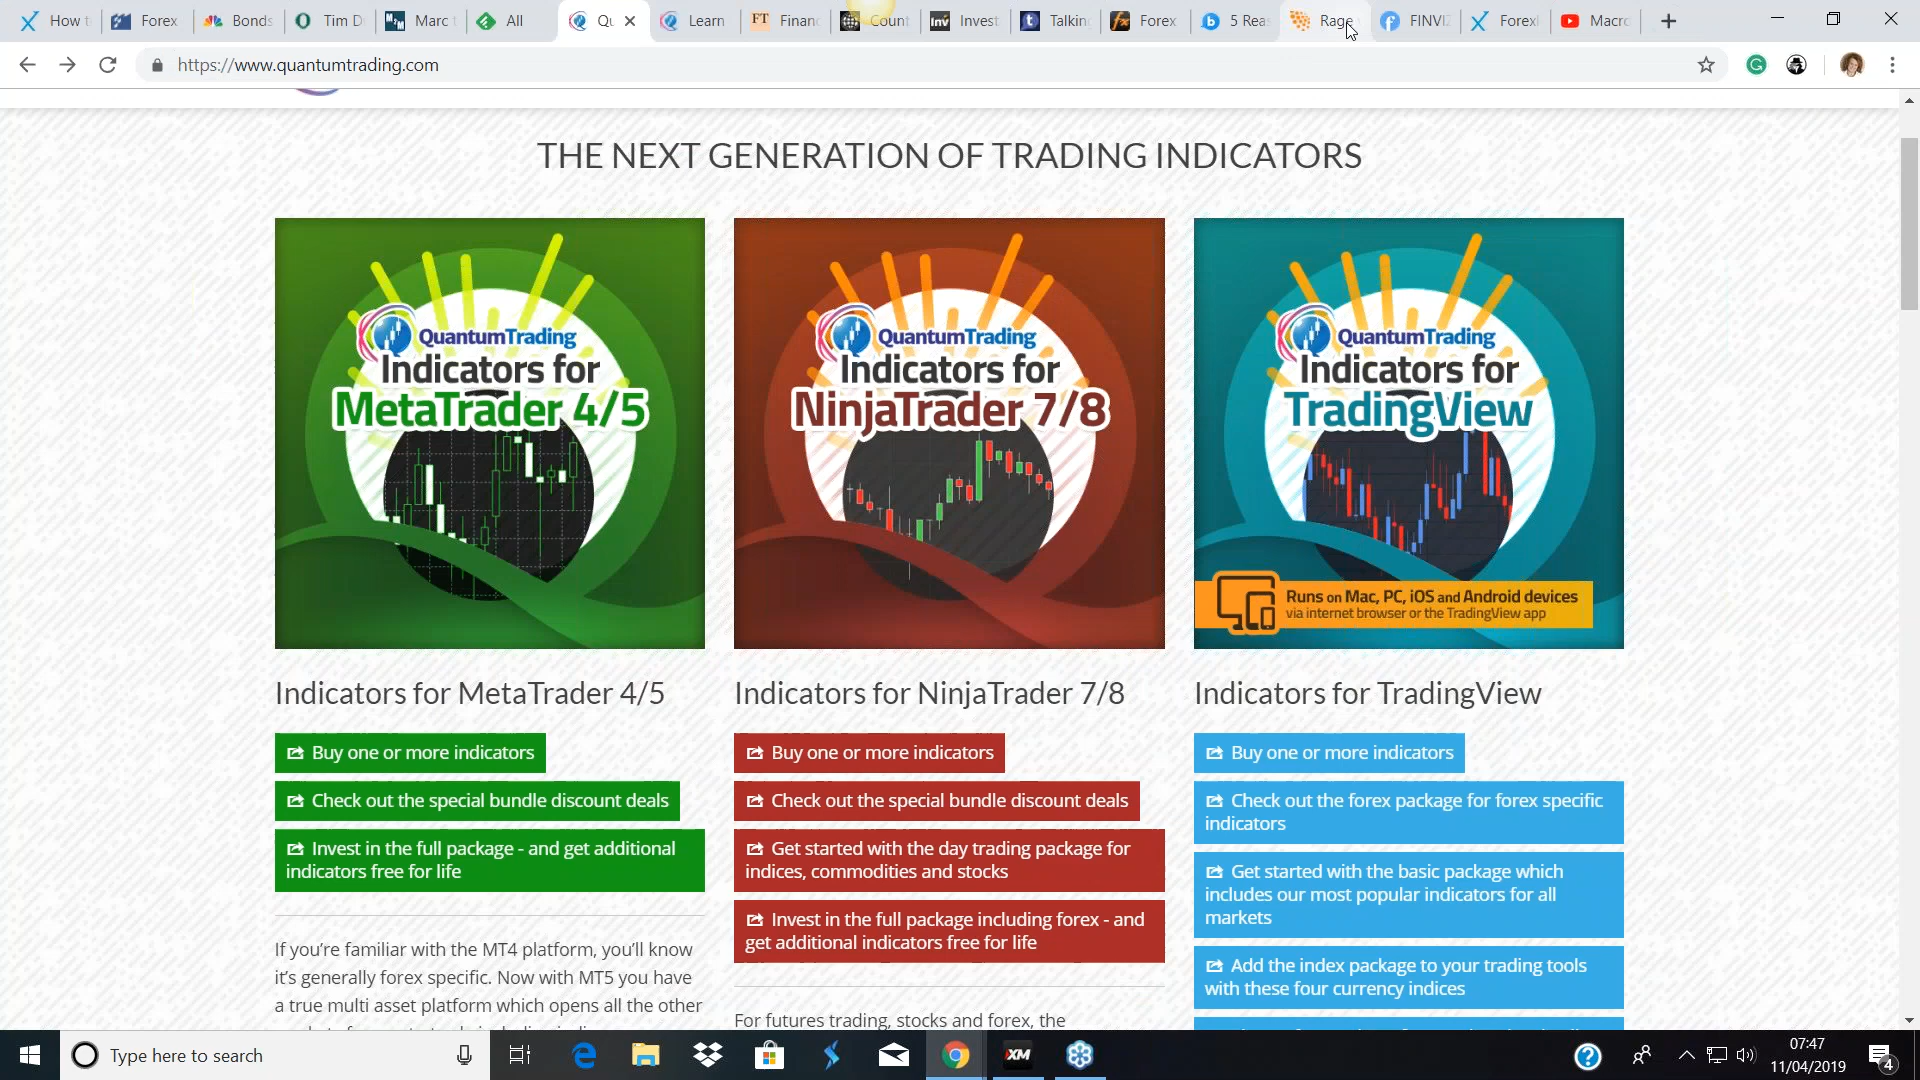 How t
Forex
Bonds
Tim D
Marc t
All
Qu
Learn
FT Financ
Count
Inv Invest
Talkin
Forex
5 Reas
Rage
FINVIZ
Forexl
Macro
https://www.quantumtrading.com
THE NEXT GENERATION OF TRADING INDICATORS
QuantumTrading
Indicators for
MetaTrader 4/5
QuantumTrading
Indicators for
NinjaTrader 7/8
QuantumTrading
Indicators for
TradingView
Runs on Mac, PC, iOS and Android devices
via internet browser or the TradingView app
Indicators for MetaTrader 4/5
Buy one or more indicators
Check out the special bundle discount deals
Invest in the full package - and get additional
indicators free for life
If you're familiar with the MT4 platform, you'll know
it's generally forex specific. Now with MT5 you have
a true multi asset platform which opens all the other
Indicators for NinjaTrader 7/8
Buy one or more indicators
Check out the special bundle discount deals
Get started with the day trading package for
indices, commodities and stocks
Invest in the full package including forex - and
get additional indicators free for life
For futures trading, stocks and forex, the
Indicators for TradingView
Buy one or more indicators
Check out the forex package for forex specific
indicators
Get started with the basic package which
includes our most popular indicators for all
markets
Add the index package to your trading tools
with these four currency indices
Type here to search
XM
07:47
11/04/2019
4